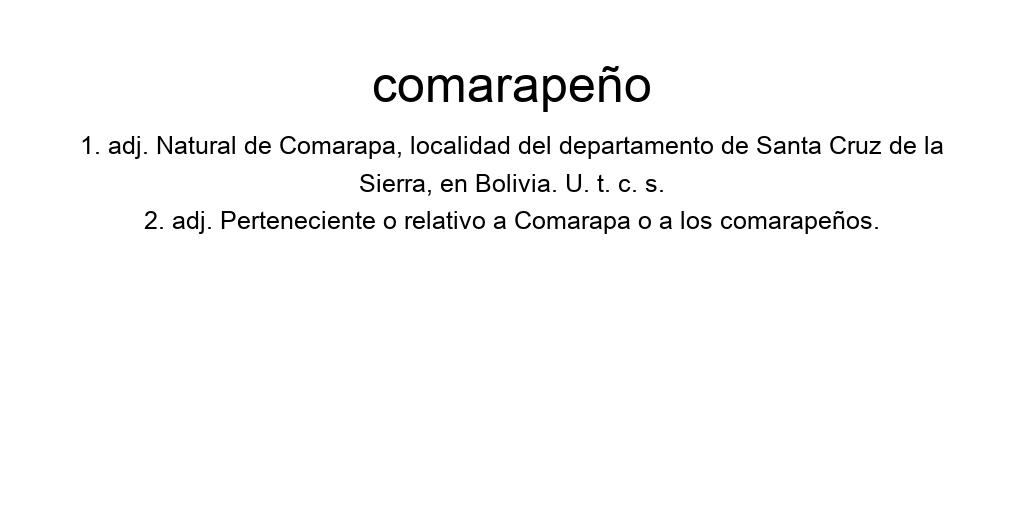 comarapeño
1. adj. Natural de Comarapa, localidad del departamento de Santa Cruz de la
Sierra, en Bolivia. U. t. c. s.
2. adj. Perteneciente o relativo a Comarapa o a los comarapeños.